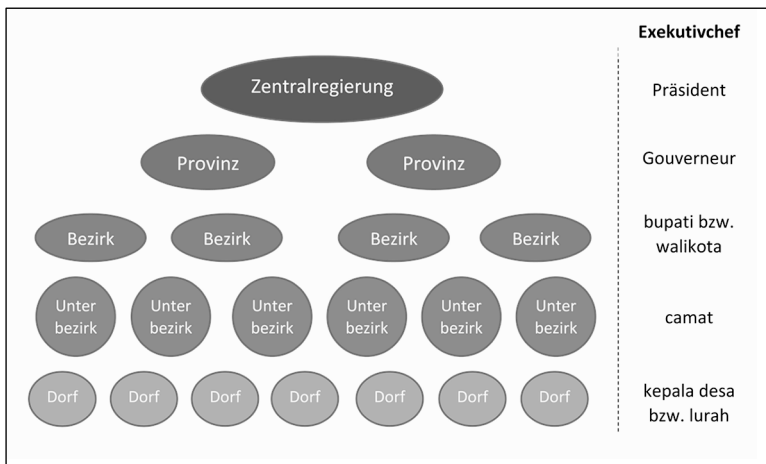 Exekutivchef
Zentralregierung
Präsident
Provinz Provinz
Gouverneur
Bezirk Bezirk Bezirk Bezirk
bupati bzw.
walikota
Unter Unter Unter Unter Unter Unter
bezirk bezirk bezirk bezirk bezirk bezirk
camat
Dorf Dorf Dorf Dorf Dorf Dorf Dorf
kepala desa
bzw. lurah